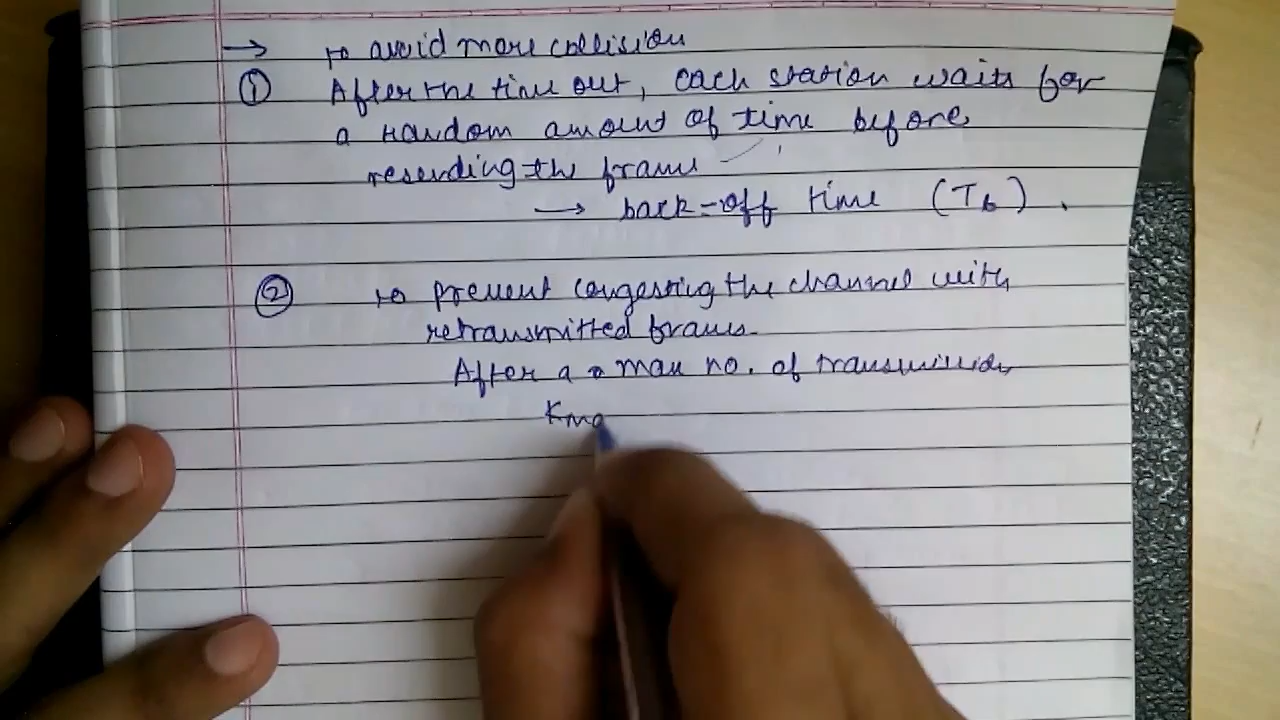 → to avoid more collision
① After the time out, each station waits for
a random amount of time before
resending the frame
→ back-off time (Tb).
② to prevent congesting the channel with
retransmitted frames.
After a max no. of transmission
Kma